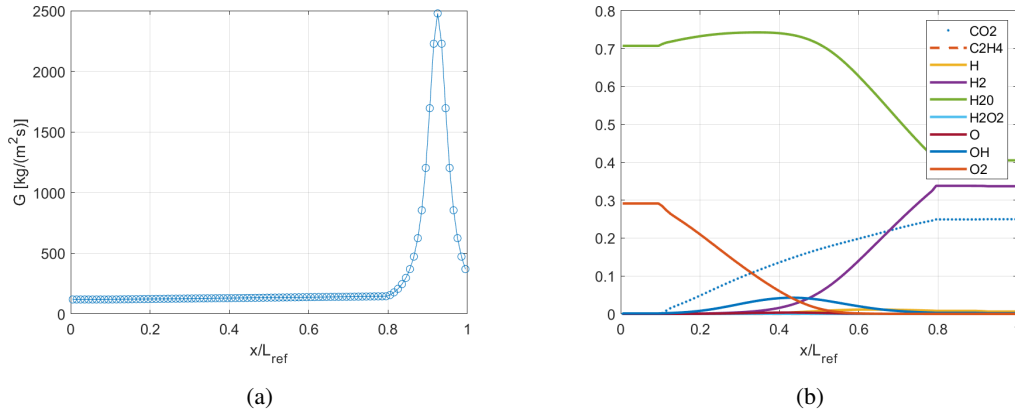 2500
2000
1500
1000
500
0
G [kg/(m²s)]
0 0.2 0.4 0.6 0.8 1
x/L_ref
(a)
0.8
0.7
0.6
0.5
0.4
0.3
0.2
0.1
0
CO2
C2H4
H
H2
H20
H2O2
O
OH
O2
0 0.2 0.4 0.6 0.8
x/L_ref
(b)